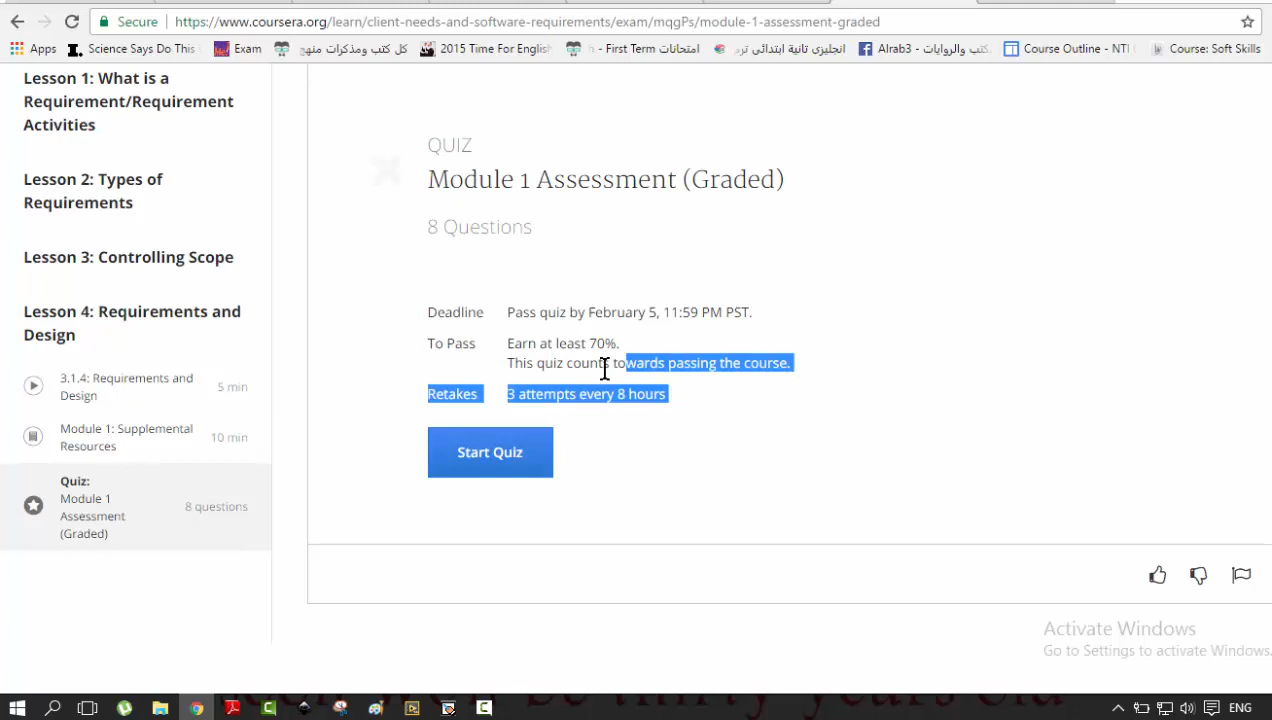 Secure https://www.coursera.org/learn/client-needs-and-software-requirements/exam/mqgPs/module-1-assessment-graded
Apps Science Says Do This Exam كل كتب ومذكرات منهج 2015 Time For English - First Term امتحانات انجليزى ثانية ابتدائى تر Alrab3 كتب والروايات Course Outline - NTI Course: Soft Skills
Lesson 1: What is a
Requirement/Requirement
Activities
Lesson 2: Types of
Requirements
Lesson 3: Controlling Scope
Lesson 4: Requirements and
Design
3.1.4: Requirements and
Design
5 min
Module 1: Supplemental
Resources
10 min
Quiz:
Module 1
Assessment
(Graded)
8 questions
QUIZ
Module 1 Assessment (Graded)
8 Questions
Deadline Pass quiz by February 5, 11:59 PM PST.
To Pass Earn at least 70%.
This quiz counts towards passing the course.
Retakes 3 attempts every 8 hours
Start Quiz
Activate Windows
Go to Settings to activate Windows.
be thirty years old
ENG